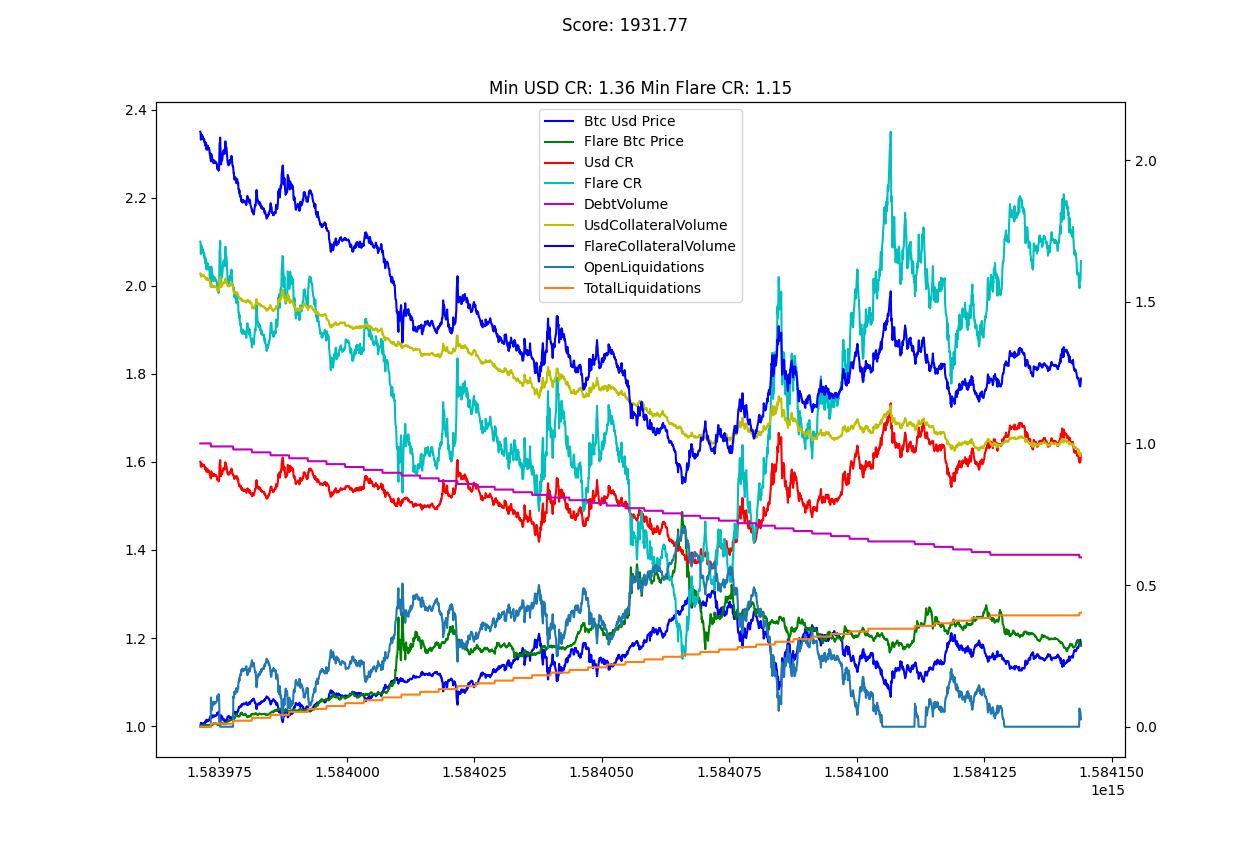 Score: 1931.77
Min USD CR: 1.36 Min Flare CR: 1.15
2.4
2.2
2.0
1.8
1.6
1.4
1.2
1.0
Btc Usd Price
Flare Btc Price
Usd CR
Flare CR
DebtVolume
UsdCollateralVolume
FlareCollateralVolume
OpenLiquidations
TotalLiquidations
2.0
1.5
1.0
0.5
0.0
1.583975 1.584000 1.584025 1.584050 1.584075 1.584100 1.584125 1.584150
1e15